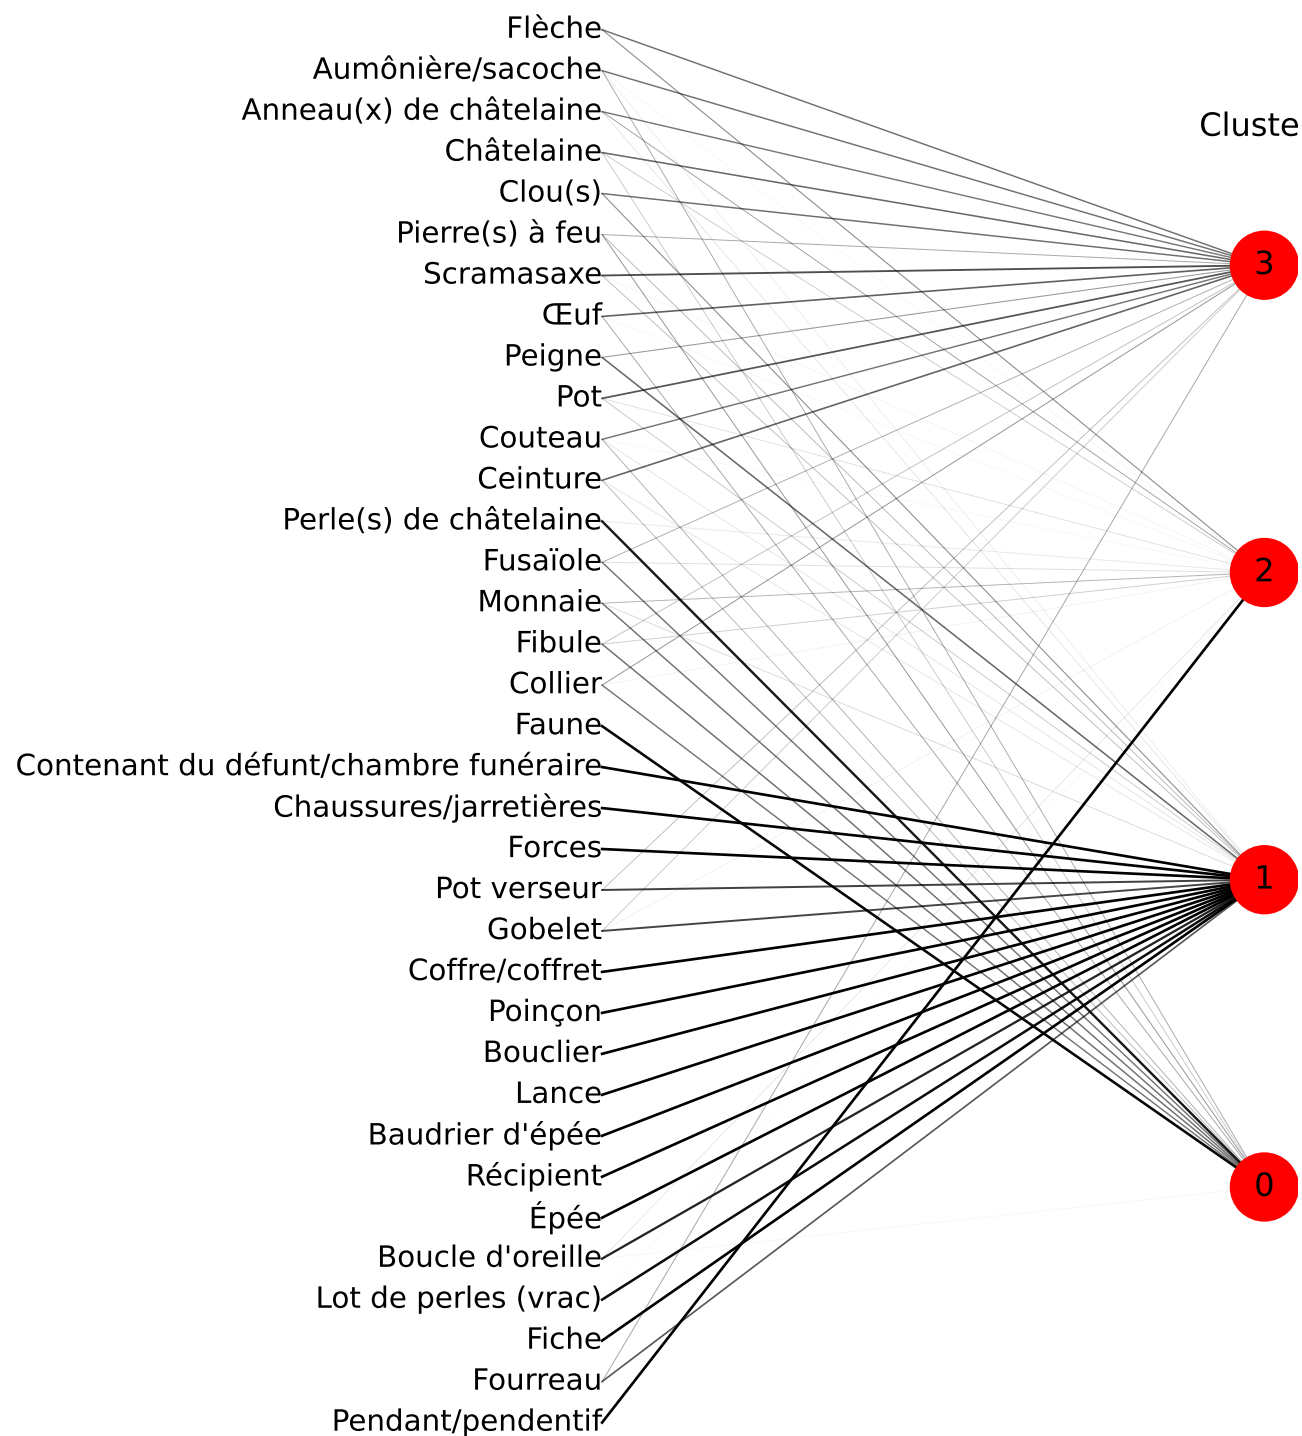 Flèche
Aumônière/sacoche
Anneau(x) de châtelaine
Cluste
Châtelaine
Clou(s)
Pierre(s) à feu
3
Scramasaxe
Œuf
Peigne
Pot
Couteau
Ceinture
Perle(s) de châtelaine
Fusaïole
2
Monnaie
Fibule
Collier
Faune
Contenant du défunt/chambre funéraire
Chaussures/jarretières
Forces
1
Pot verseur
Gobelet
Coffre/coffret
Poinçon
Bouclier
Lance
Baudrier d'épée
Récipient
0
Épée
Boucle d'oreille
Lot de perles (vrac)
Fiche
Fourreau
Pendant/pendentif